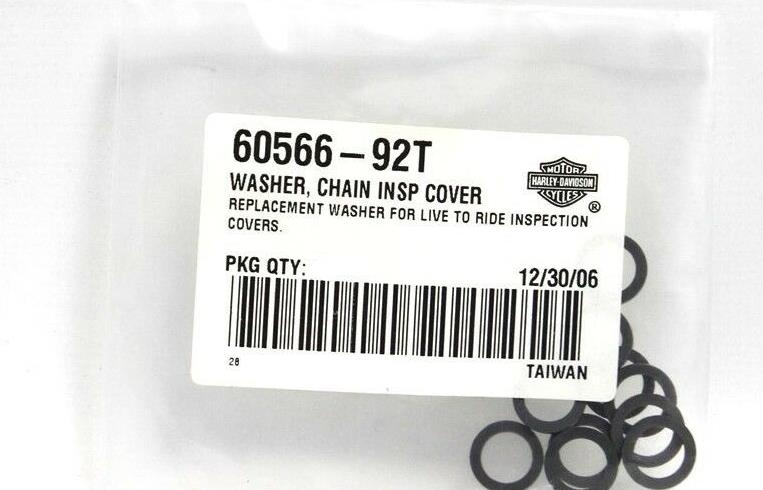 60566-92T
WASHER, CHAIN INSP COVER
REPLACEMENT WASHER FOR LIVE TO RIDE INSPECTION
COVERS.
MOTOR
HARLEY-DAVIDSON
CYCLES
®
PKG QTY:
12/30/06
28
TAIWAN